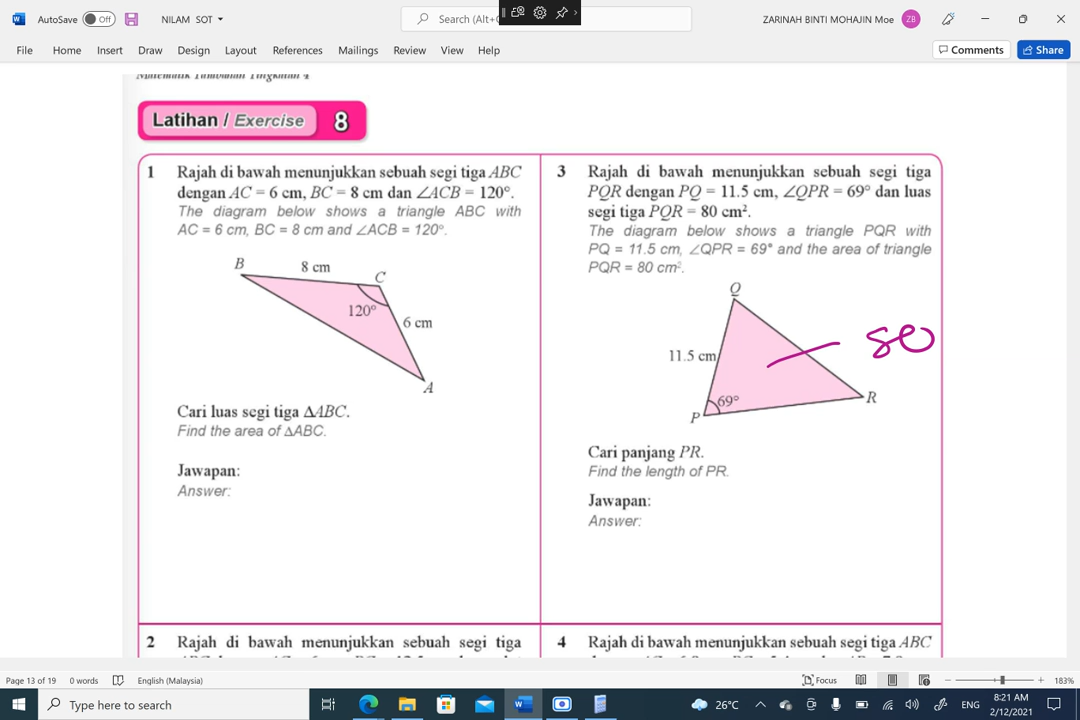 AutoSave Off NILAM SOT Search (Alt+ ZARINAH BINTI MOHAJIN Moe ZB
File Home Insert Draw Design Layout References Mailings Review View Help Comments Share
Matematik Tambahan Tingkatan 4
Latihan / Exercise 8
1 Rajah di bawah menunjukkan sebuah segi tiga ABC
dengan AC = 6 cm, BC = 8 cm dan ∠ACB = 120°.
The diagram below shows a triangle ABC with
AC = 6 cm, BC = 8 cm and ∠ACB = 120°.
B
8 cm
C
120°
6 cm
A
Cari luas segi tiga ΔABC.
Find the area of ΔABC.
Jawapan:
Answer:
3 Rajah di bawah menunjukkan sebuah segi tiga
PQR dengan PQ = 11.5 cm, ∠QPR = 69° dan luas
segi tiga PQR = 80 cm².
The diagram below shows a triangle PQR with
PQ = 11.5 cm, ∠QPR = 69° and the area of triangle
PQR = 80 cm².
Q
11.5 cm
69°
P
R
Cari panjang PR.
Find the length of PR.
Jawapan:
Answer:
2 Rajah di bawah menunjukkan sebuah segi tiga
4 Rajah di bawah menunjukkan sebuah segi tiga ABC
Page 13 of 19 0 words English (Malaysia) Focus 183%
Type here to search 26°C ENG 8:21 AM
2/12/2021